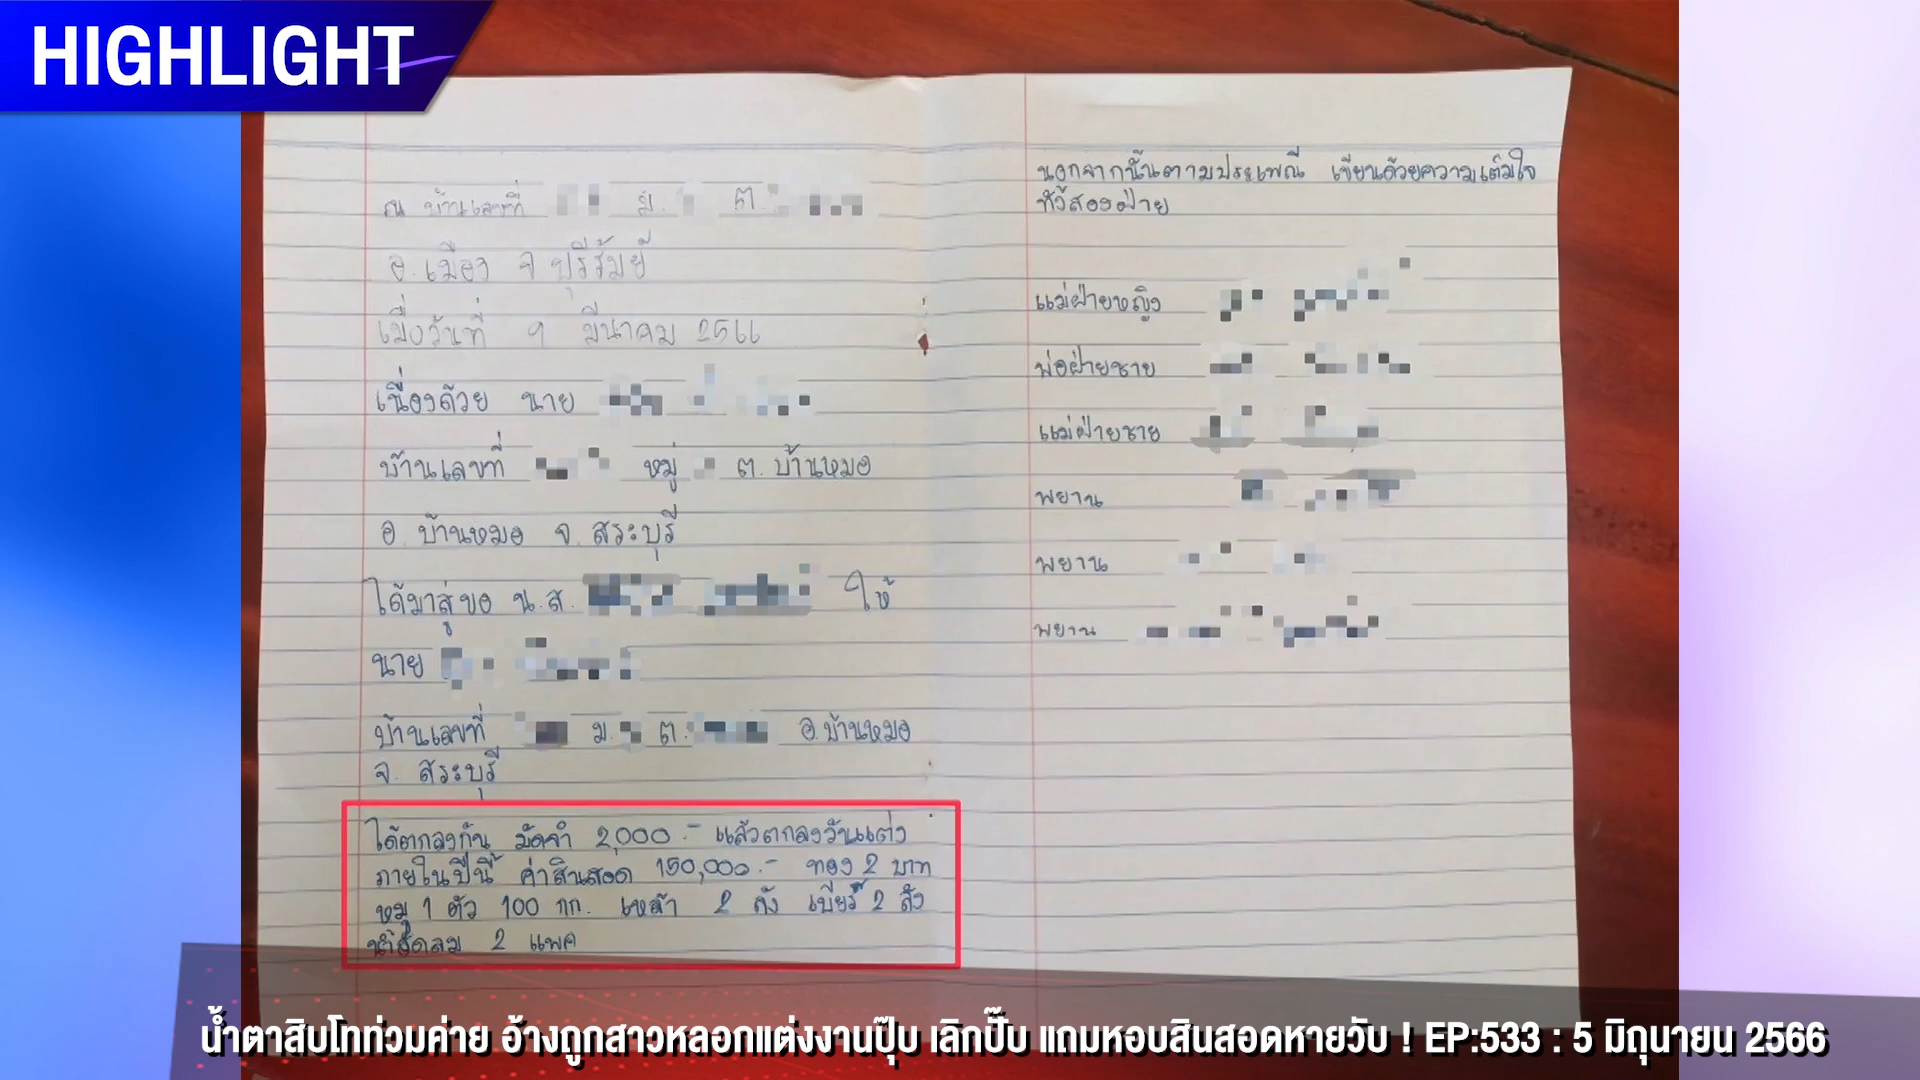 HIGHLIGHT
ณ บ้านเลขที่ ม. ต.
อ.เมือง จ บุรีรัมย์
เมื่อวันที่ ๑ มีนาคม 2566
เนื่องด้วย นาย
บ้านเลขที่ หมู่ ต. บ้านหมอ
อ. บ้านหมอ จ. สระบุรี
ได้มาสู่ขอ น.ส. ให้
นาย
บ้านเลขที่ ม. ต. อ.บ้านหมอ
จ. สระบุรี
ได้ตกลงกัน มัดจำ 2,000.- แล้วตกลงวันแต่ง
ภายในปีนี้ ค่าสินสอด 150,000.- ทอง 2 บาท
หมู 1 ตัว 100 กก. เหล้า 2 ลัง เบียร์ 2 ลัง
น้ำอัดลม 2 แพค
นอกจากนั้นตามประเพณี เขียนด้วยความเต็มใจ
ทั้งสองฝ่าย
แม่ฝ่ายหญิง
พ่อฝ่ายชาย
แม่ฝ่ายชาย
พยาน
พยาน
พยาน
น้ำตาสิบโทท่วมค่าย อ้างถูกสาวหลอกแต่งงานปุ๊บ เลิกปั๊บ แถมหอบสินสอดหายวับ ! EP:533 : 5 มิถุนายน 2566